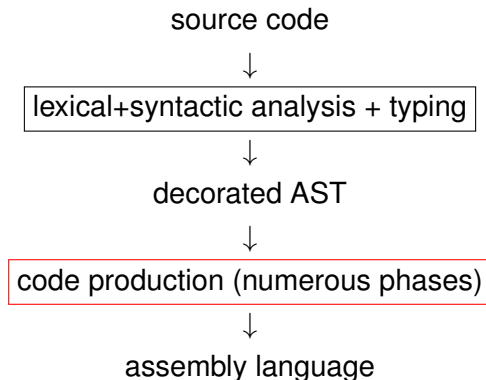 source code
↓
lexical+syntactic analysis + typing
↓
decorated AST
↓
code production (numerous phases)
↓
assembly language